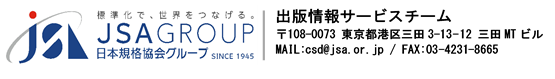 標準化で、世界をつなげる。
JSAGROUP
日本規格協会グループ SINCE 1945
出版情報サービスチーム
〒108-0073 東京都港区三田 3-13-12 三田 MT ビル
MAIL:csd@jsa.or.jp / FAX:03-4231-8665